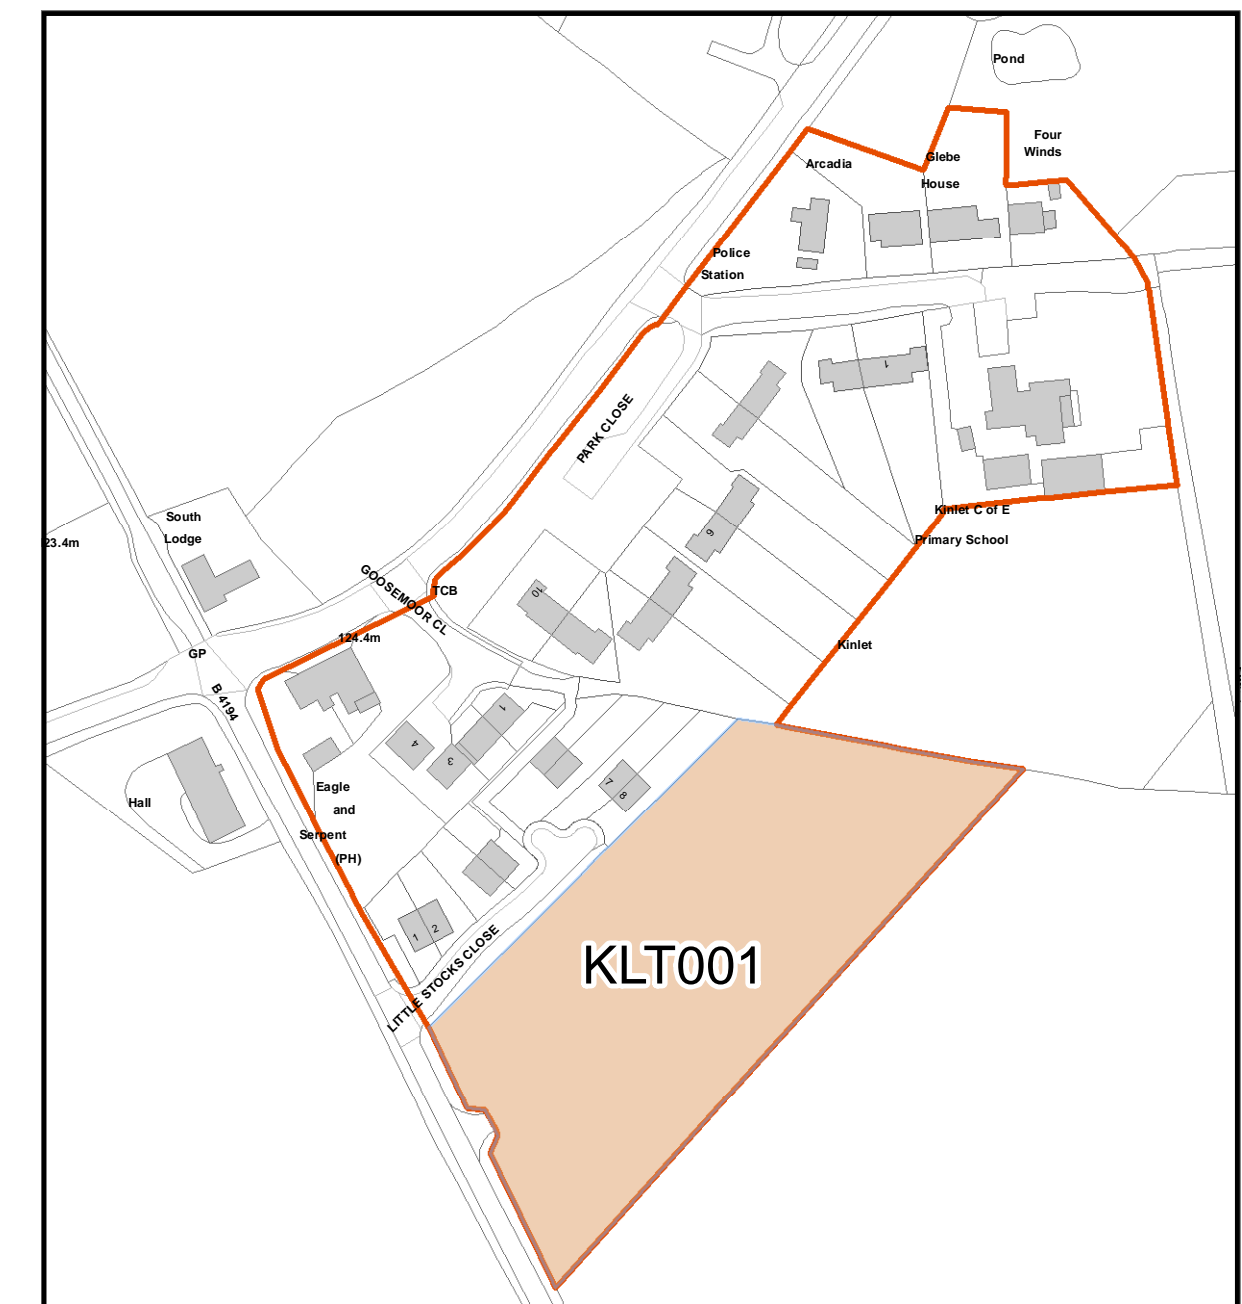 Pond
Four
Winds
Arcadia
Glebe
House
Police
Station
1
PARK CLOSE
Kinlet C of E
Primary School
South
Lodge
23.4m
9
GOOSEMOOR CL
TCB
10
124.4m
Kinlet
GP
B 4194
1
4
3
7
8
Hall
Eagle
and
Serpent
(PH)
1
2
LITTLE STOCKS CLOSE
KLT001